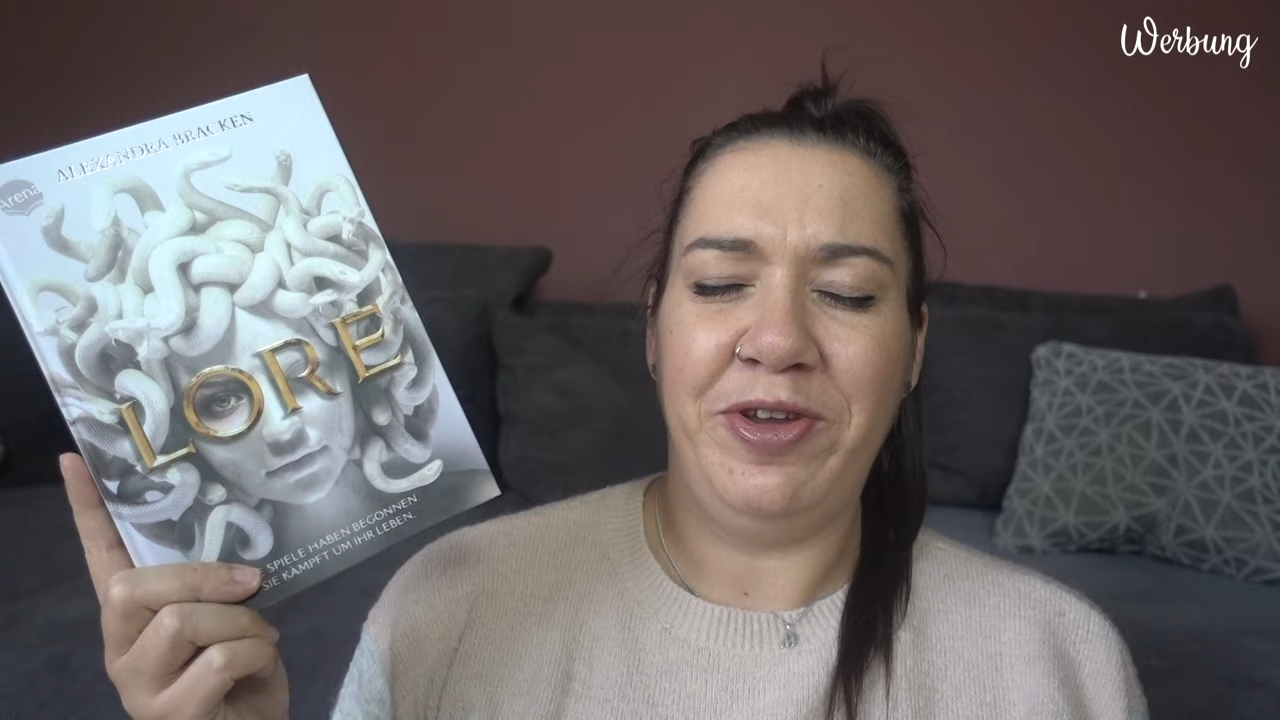 Werbung
ALEXANDRA BRACKEN
Arena
LORE
SPIELE HABEN BEGONNEN.
SIE KÄMPFT UM IHR LEBEN.